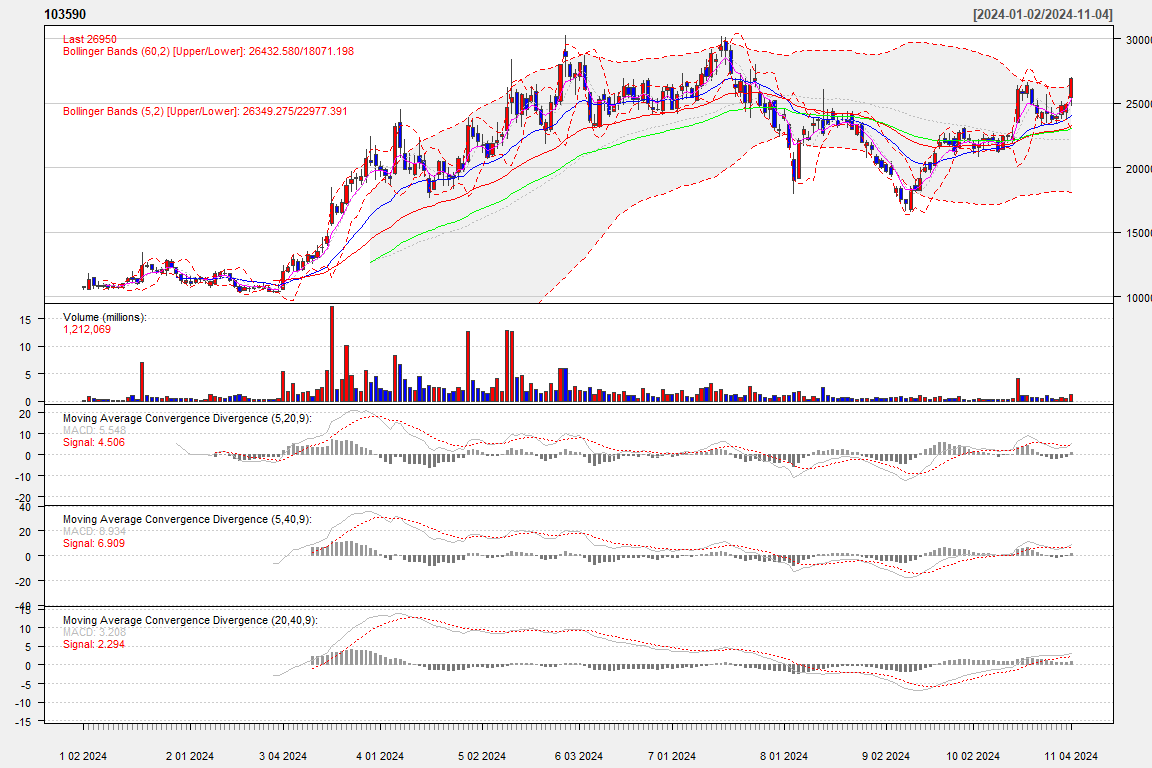 103590 [2024-01-02/2024-11-04]
Last 26950
Bollinger Bands (60,2) [Upper/Lower]: 26432.580/18071.198
Bollinger Bands (5,2) [Upper/Lower]: 26349.275/22977.391
30000
25000
20000
15000
10000
Volume (millions):
1,212,069
15
10
5
0
Moving Average Convergence Divergence (5,20,9):
MACD: 5.548
Signal: 4.506
20
10
0
-10
-20
Moving Average Convergence Divergence (5,40,9):
MACD: 8.934
Signal: 6.909
40
20
0
-20
-40
Moving Average Convergence Divergence (20,40,9):
MACD: 3.208
Signal: 2.294
15
10
5
0
-5
-10
-15
1 02 2024 2 01 2024 3 04 2024 4 01 2024 5 02 2024 6 03 2024 7 01 2024 8 01 2024 9 02 2024 10 02 2024 11 04 2024